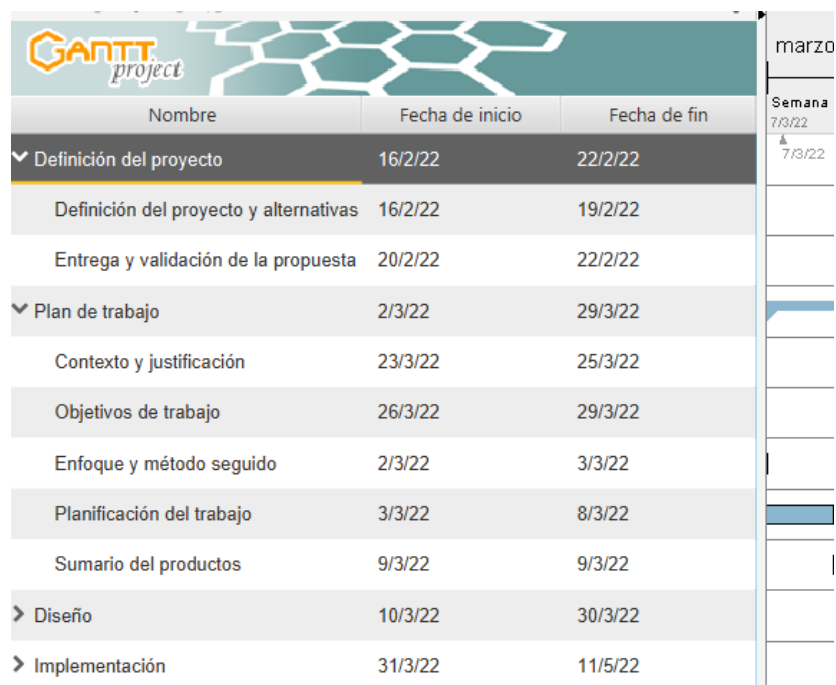 GANTT
project
marzo
Nombre Fecha de inicio Fecha de fin
Semana
7/3/22
7/3/22
Definición del proyecto 16/2/22 22/2/22
Definición del proyecto y alternativas 16/2/22 19/2/22
Entrega y validación de la propuesta 20/2/22 22/2/22
Plan de trabajo 2/3/22 29/3/22
Contexto y justificación 23/3/22 25/3/22
Objetivos de trabajo 26/3/22 29/3/22
Enfoque y método seguido 2/3/22 3/3/22
Planificación del trabajo 3/3/22 8/3/22
Sumario del productos 9/3/22 9/3/22
Diseño 10/3/22 30/3/22
Implementación 31/3/22 11/5/22